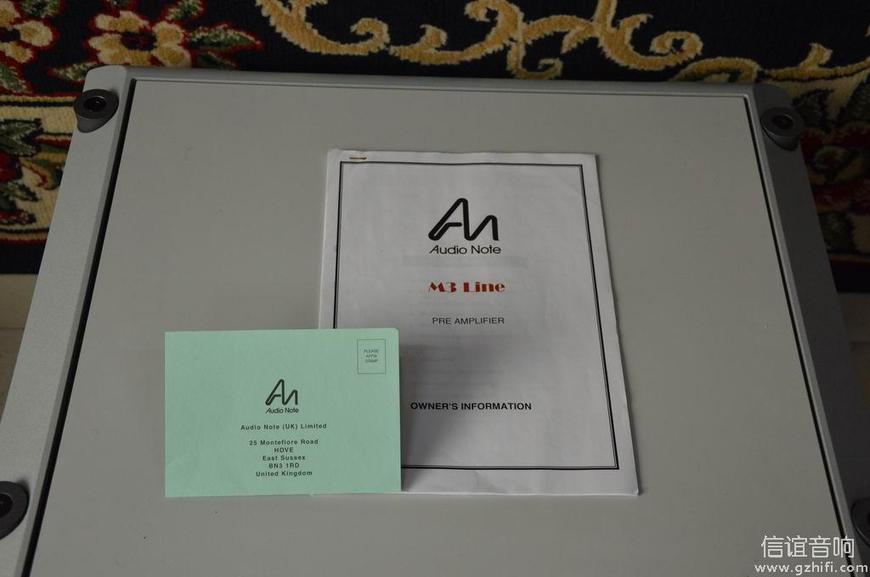 Audio Note
M3 Line
PRE AMPLIFIER
OWNER'S INFORMATION
PLEASE
AFFIX
STAMP
Audio Note
Audio Note (UK) Limited
25 Montefiore Road
HOVE
East Sussex
BN3 1RD
United Kingdom
信谊音响
www.gzhifi.com